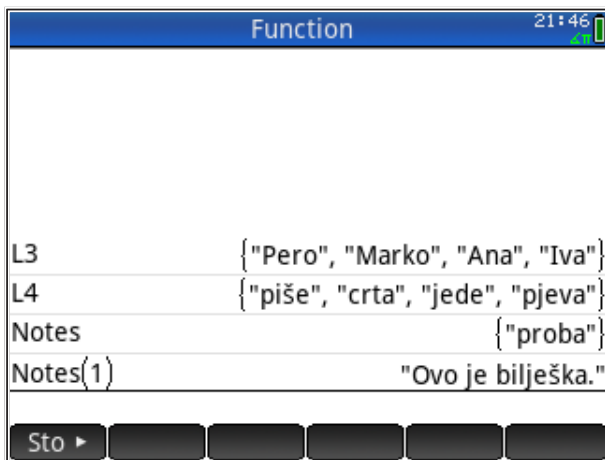 Function
21:46
∡π
L3 {"Pero", "Marko", "Ana", "Iva"}
L4 {"piše", "crta", "jede", "pjeva"}
Notes {"proba"}
Notes(1) "Ovo je bilješka."
Sto ►